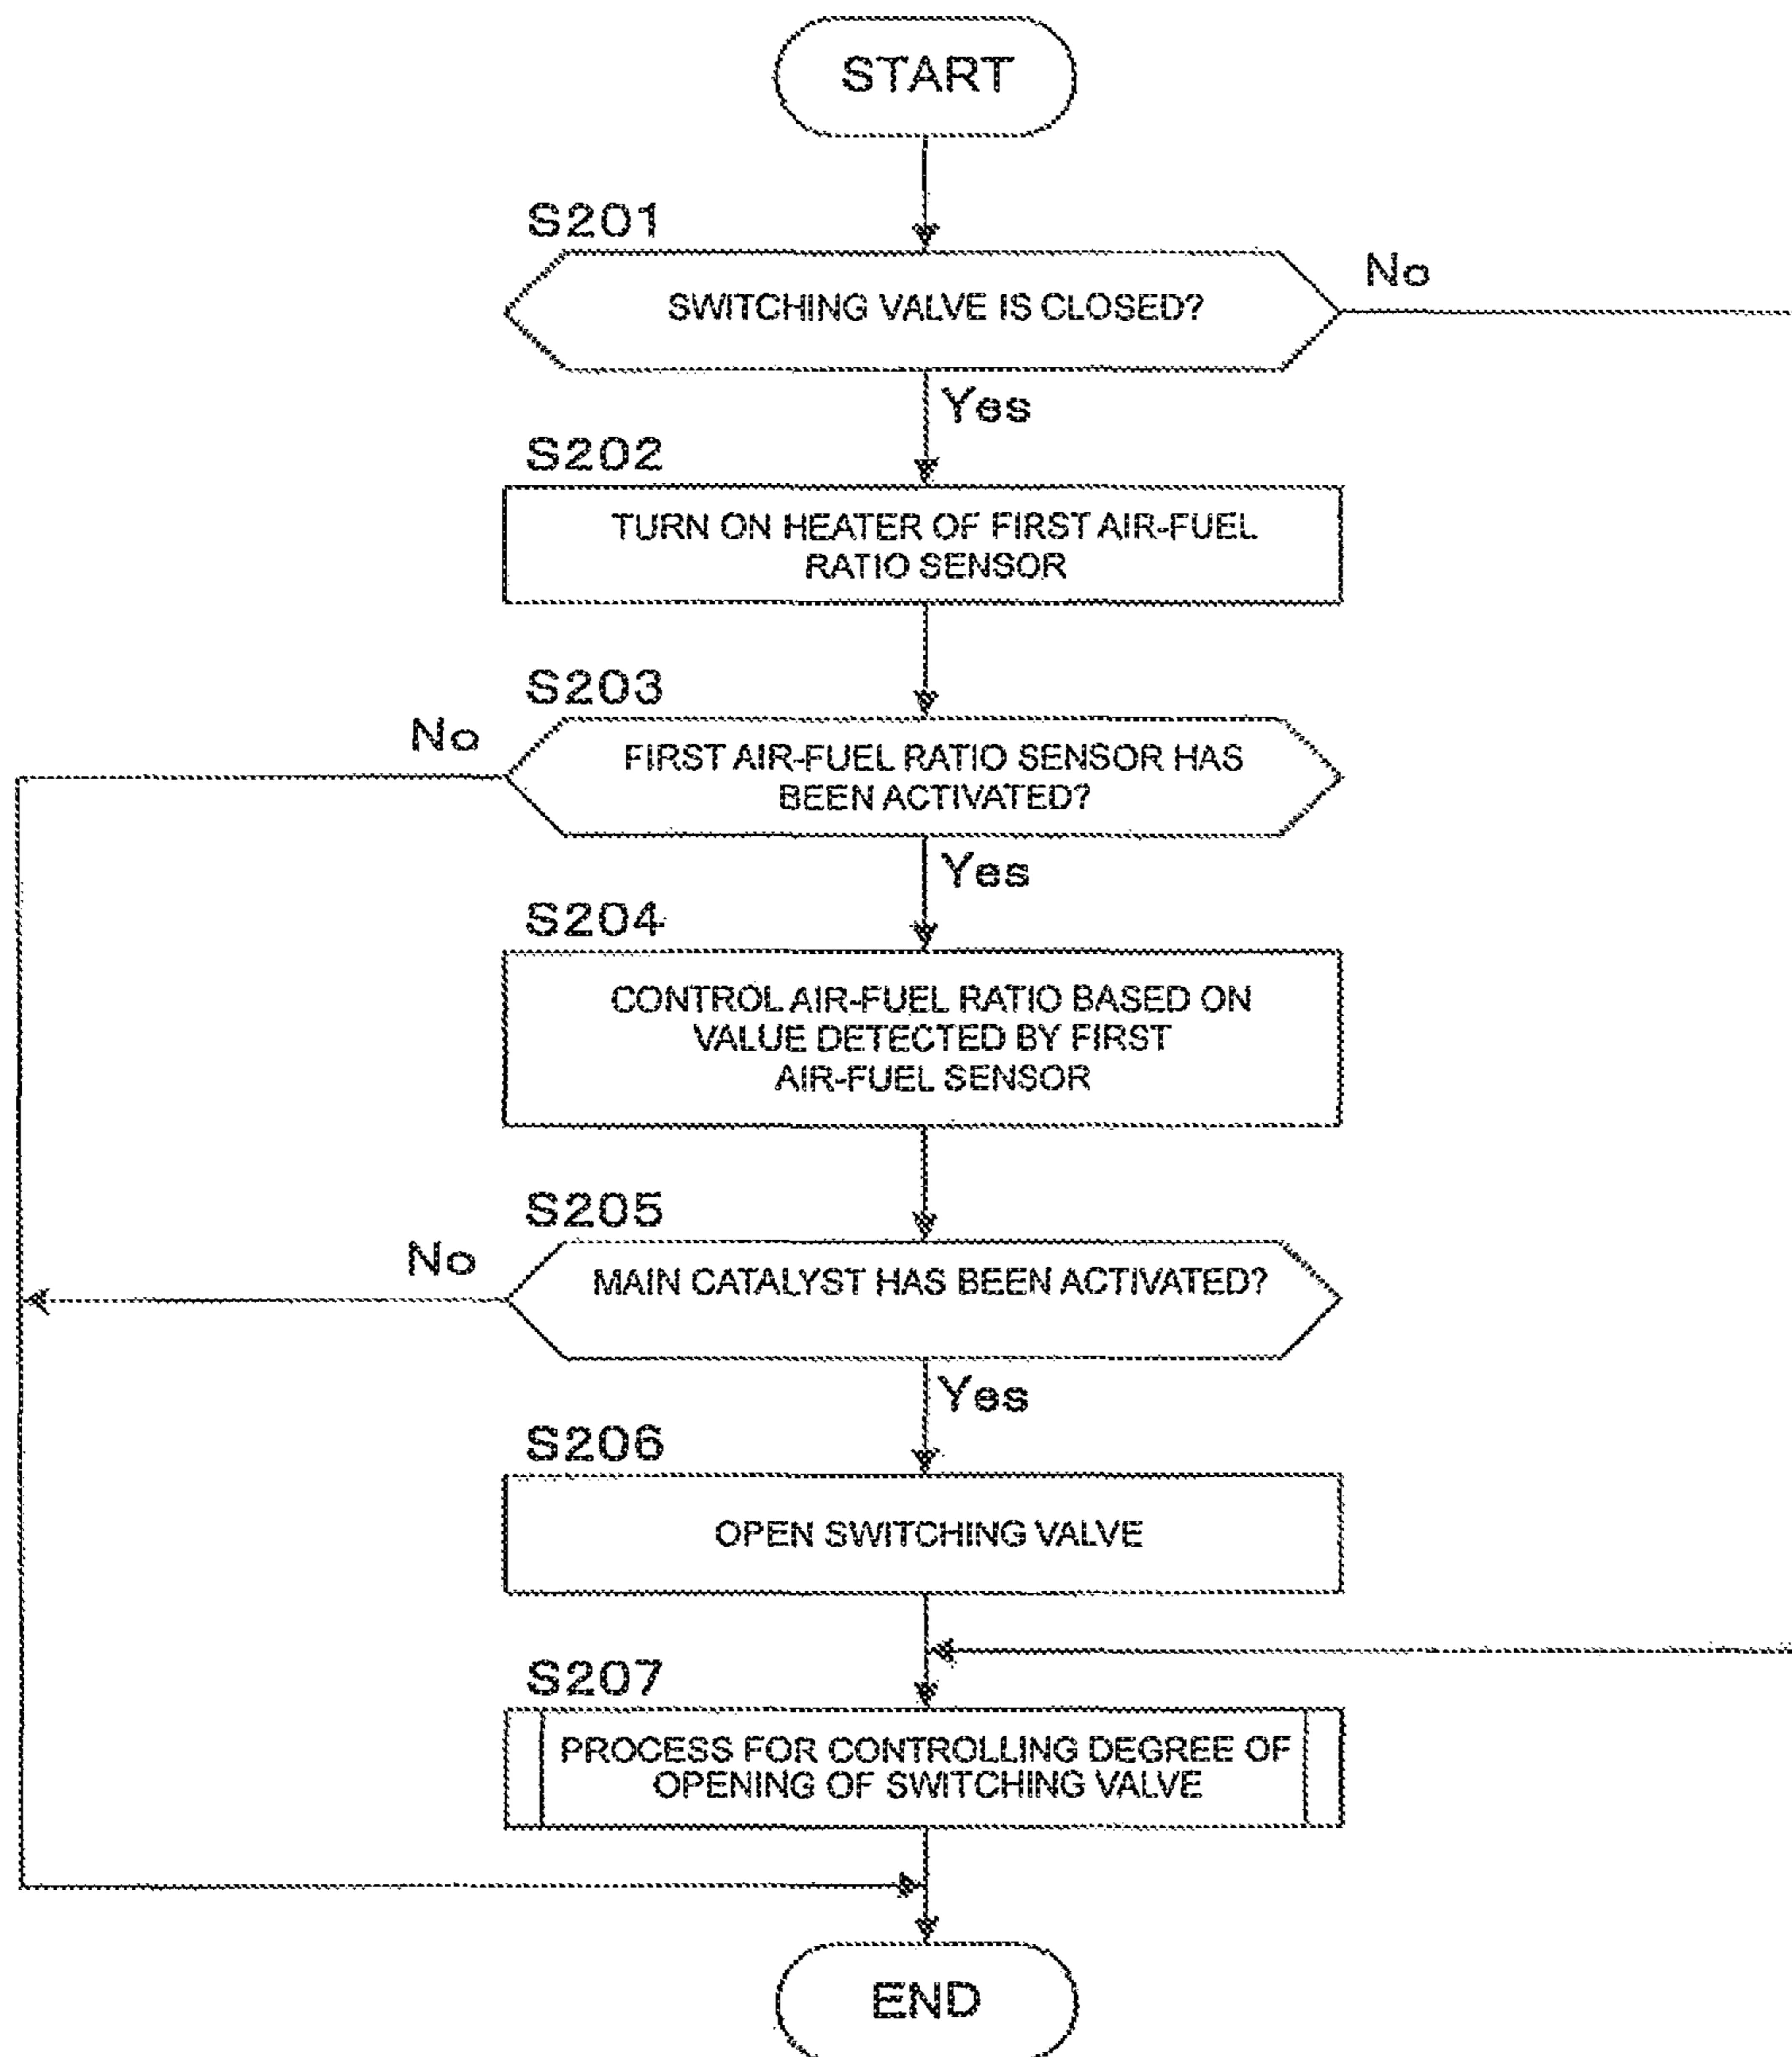 START
S201
SWITCHING VALVE IS CLOSED?
No
Yes
S202
TURN ON HEATER OF FIRST AIR-FUEL
RATIO SENSOR
S203
No
FIRST AIR-FUEL RATIO SENSOR HAS
BEEN ACTIVATED?
Yes
S204
CONTROL AIR-FUEL RATIO BASED ON
VALUE DETECTED BY FIRST
AIR-FUEL SENSOR
S205
No
MAIN CATALYST HAS BEEN ACTIVATED?
Yes
S206
OPEN SWITCHING VALVE
S207
PROCESS FOR CONTROLLING DEGREE OF
OPENING OF SWITCHING VALVE
END